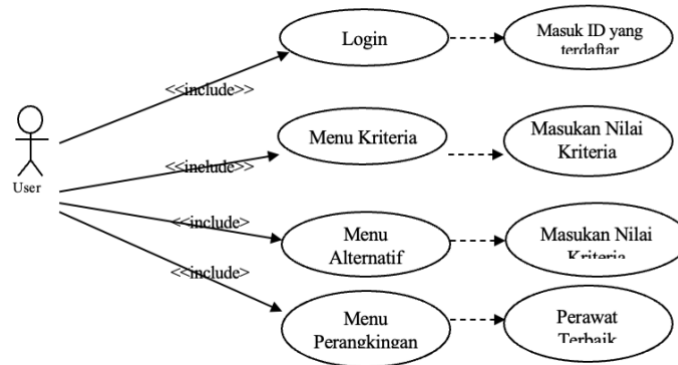 Login
Masuk ID yang
terdaftar
<<include>>
Menu Kriteria
Masukan Nilai
Kriteria
<<include>>
User
<<include>
Menu
Alternatif
Masukan Nilai
Kriteria
<<include>
Menu
Perangkingan
Perawat
Terbaik